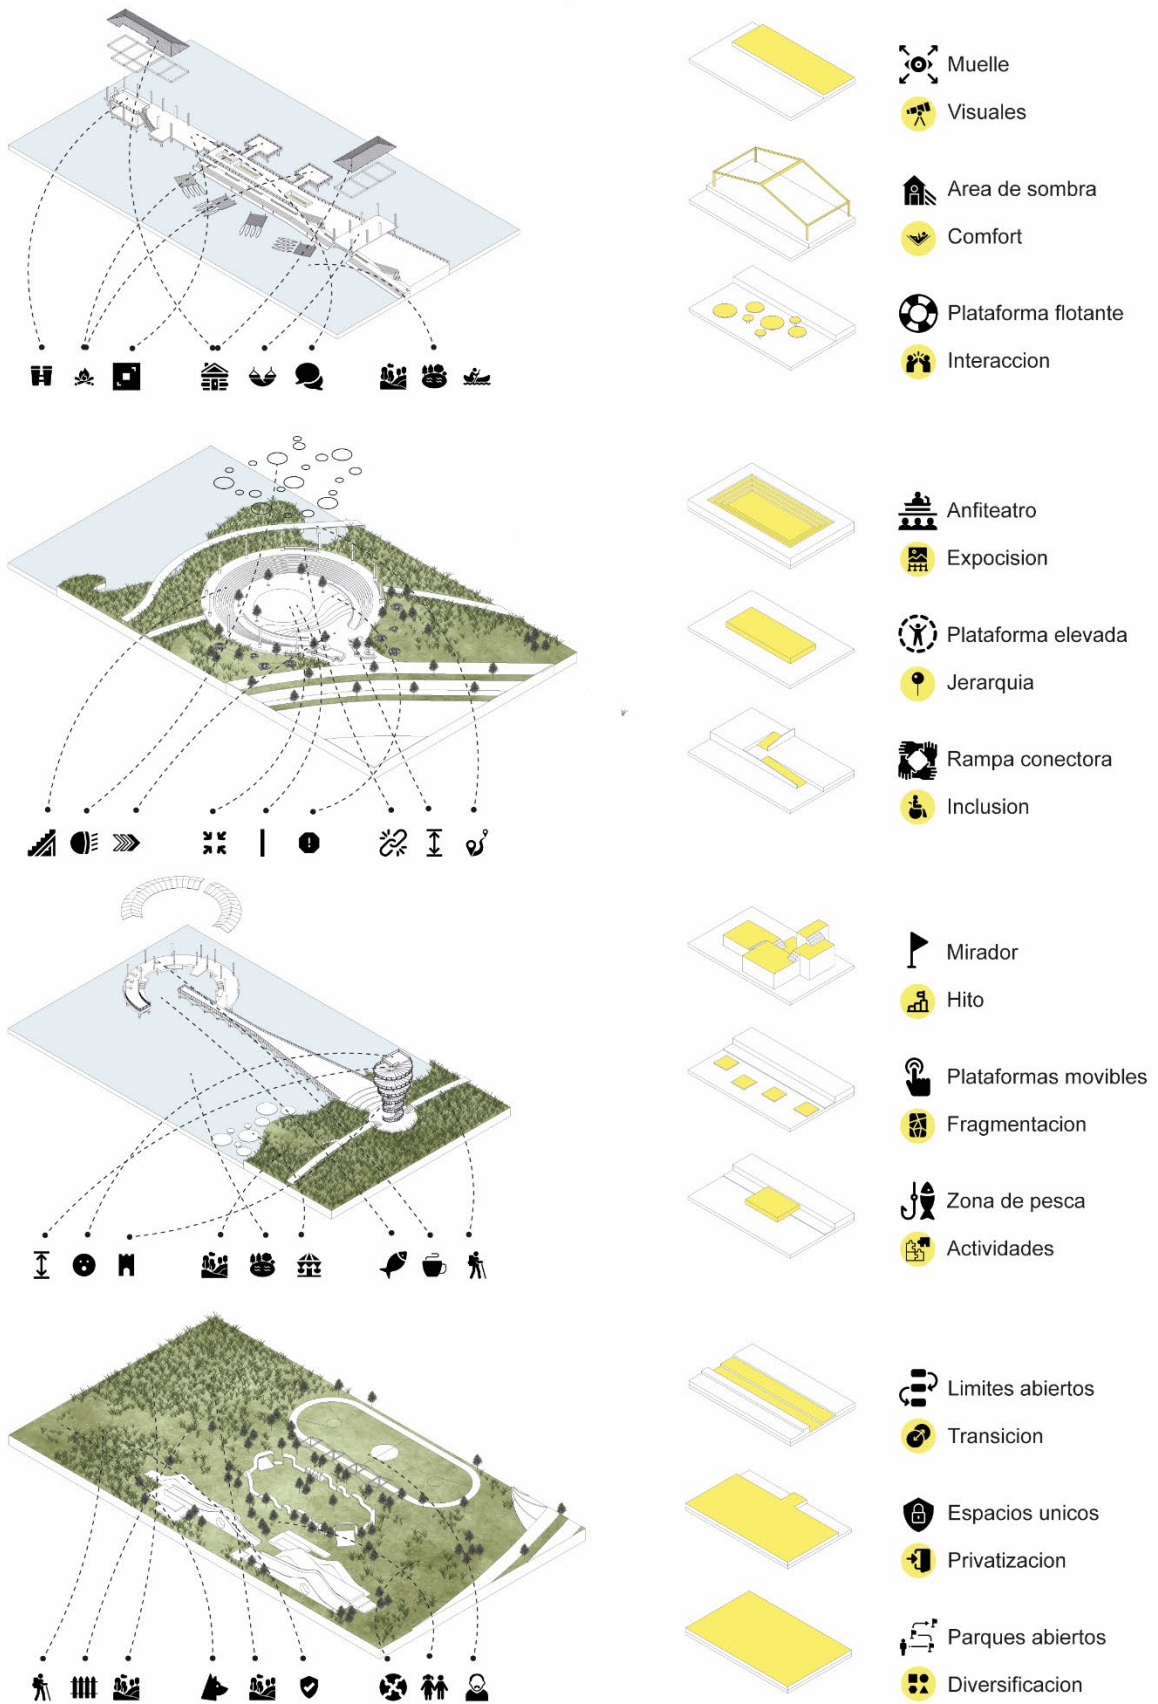 Muelle
Visuales
Area de sombra
Comfort
Plataforma flotante
Interaccion
Anfiteatro
Expocision
Plataforma elevada
Jerarquia
Rampa conectora
Inclusion
Mirador
Hito
Plataformas movibles
Fragmentacion
Zona de pesca
Actividades
Limites abiertos
Transicion
Espacios unicos
Privatizacion
Parques abiertos
Diversificacion